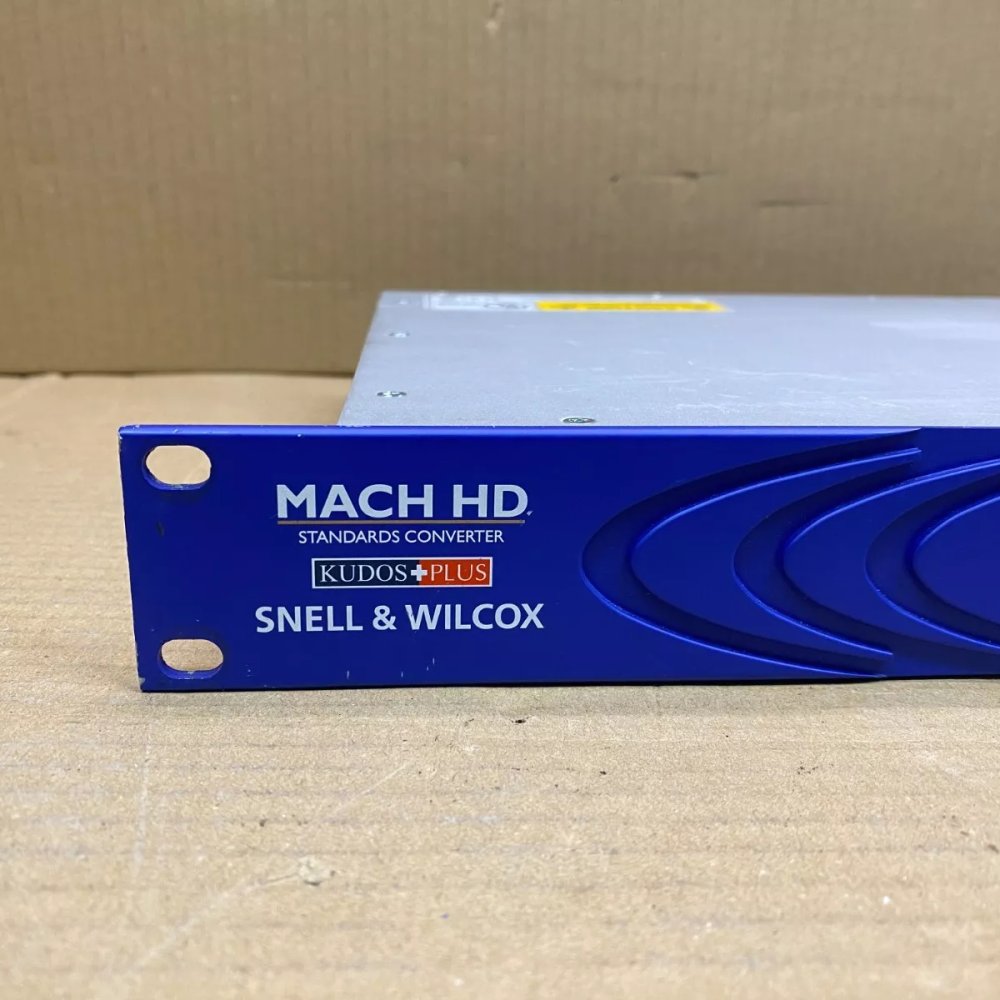 MACH HD
STANDARDS CONVERTER
KUDOS+PLUS
SNELL & WILCOX